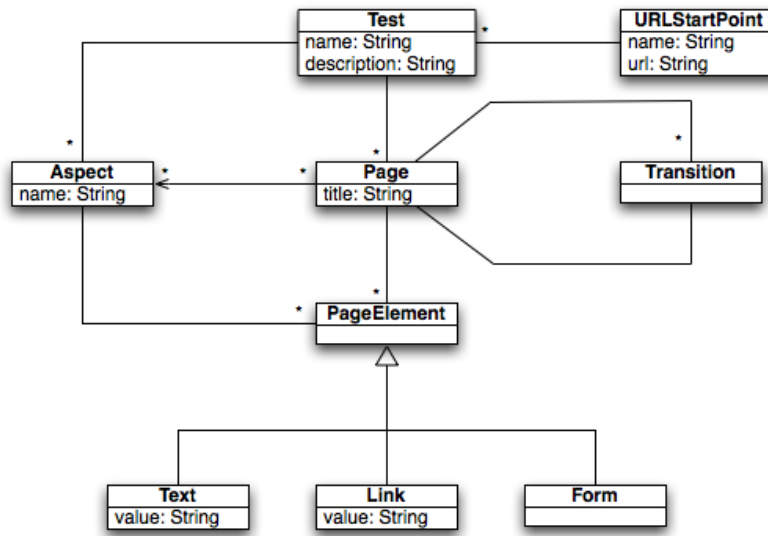 Test
name: String
description: String
*
URLStartPoint
name: String
url: String
*
*
*
Aspect
name: String
*
*
Page
title: String
Transition
*
*
PageElement
Text
value: String
Link
value: String
Form